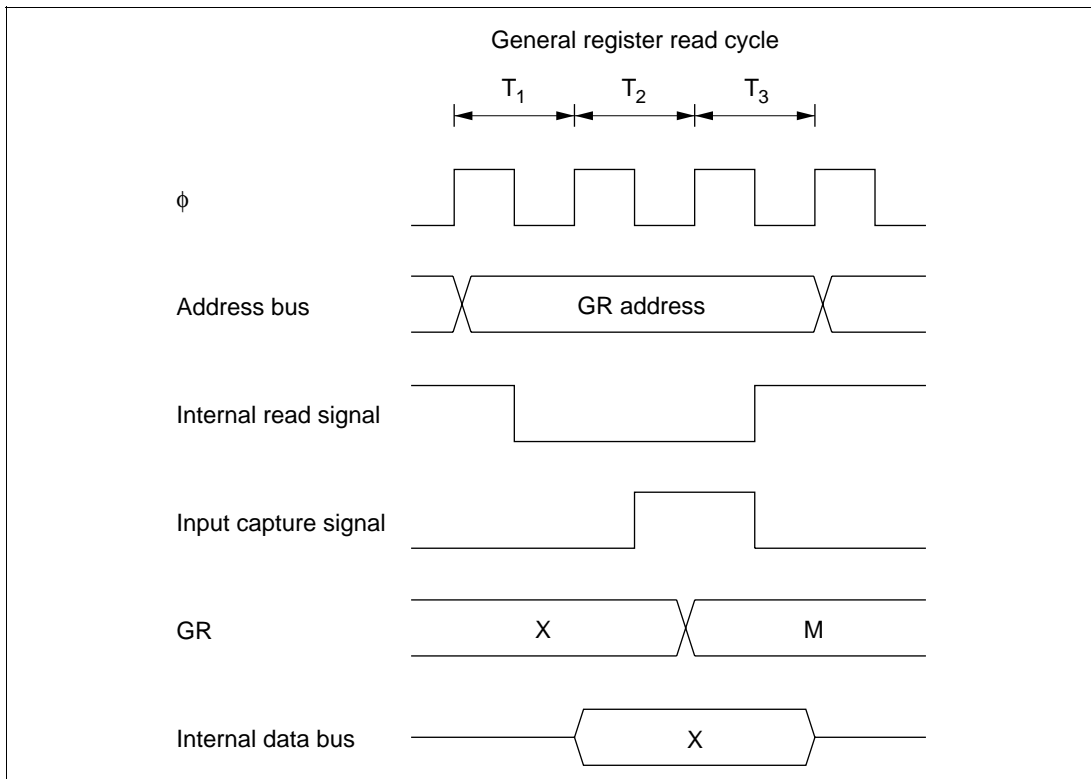 General register read cycle
T1 T2 T3
ϕ
Address bus
GR address
Internal read signal
Input capture signal
GR
X
M
Internal data bus
X